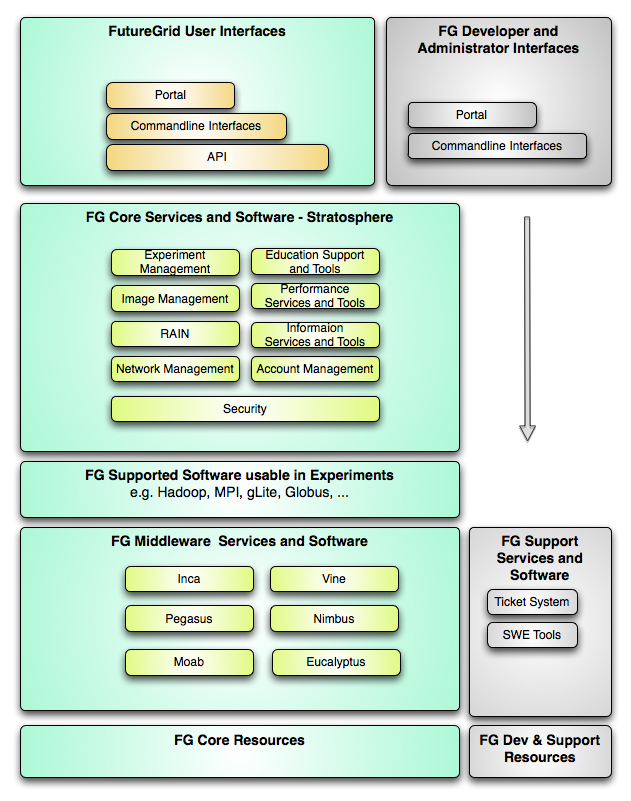 FutureGrid User Interfaces
Portal
Commandline Interfaces
API
FG Developer and
Administrator Interfaces
Portal
Commandline Interfaces
FG Core Services and Software - Stratosphere
Experiment
Management
Education Support
and Tools
Image Management
Performance
Services and Tools
RAIN
Informaion
Services and Tools
Network Management
Account Management
Security
FG Supported Software usable in Experiments
e.g. Hadoop, MPI, gLite, Globus, ...
FG Middleware Services and Software
Inca
Vine
Pegasus
Nimbus
Moab
Eucalyptus
FG Support
Services and
Software
Ticket System
SWE Tools
FG Core Resources
FG Dev & Support
Resources